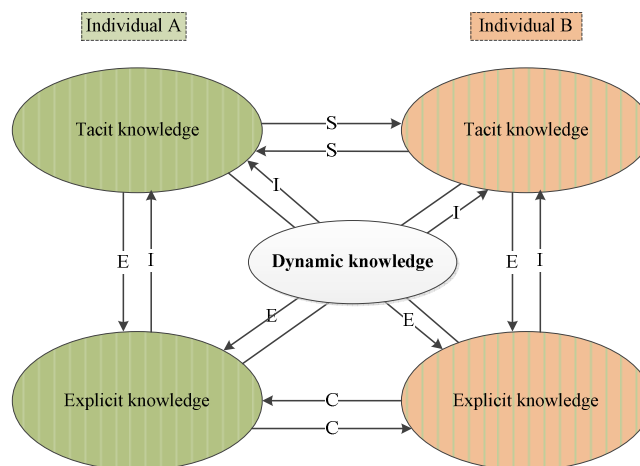 Individual A
Individual B
Tacit knowledge
S
Tacit knowledge
S
I
I
Dynamic knowledge
E
I
E
I
E
E
Explicit knowledge
C
Explicit knowledge
C